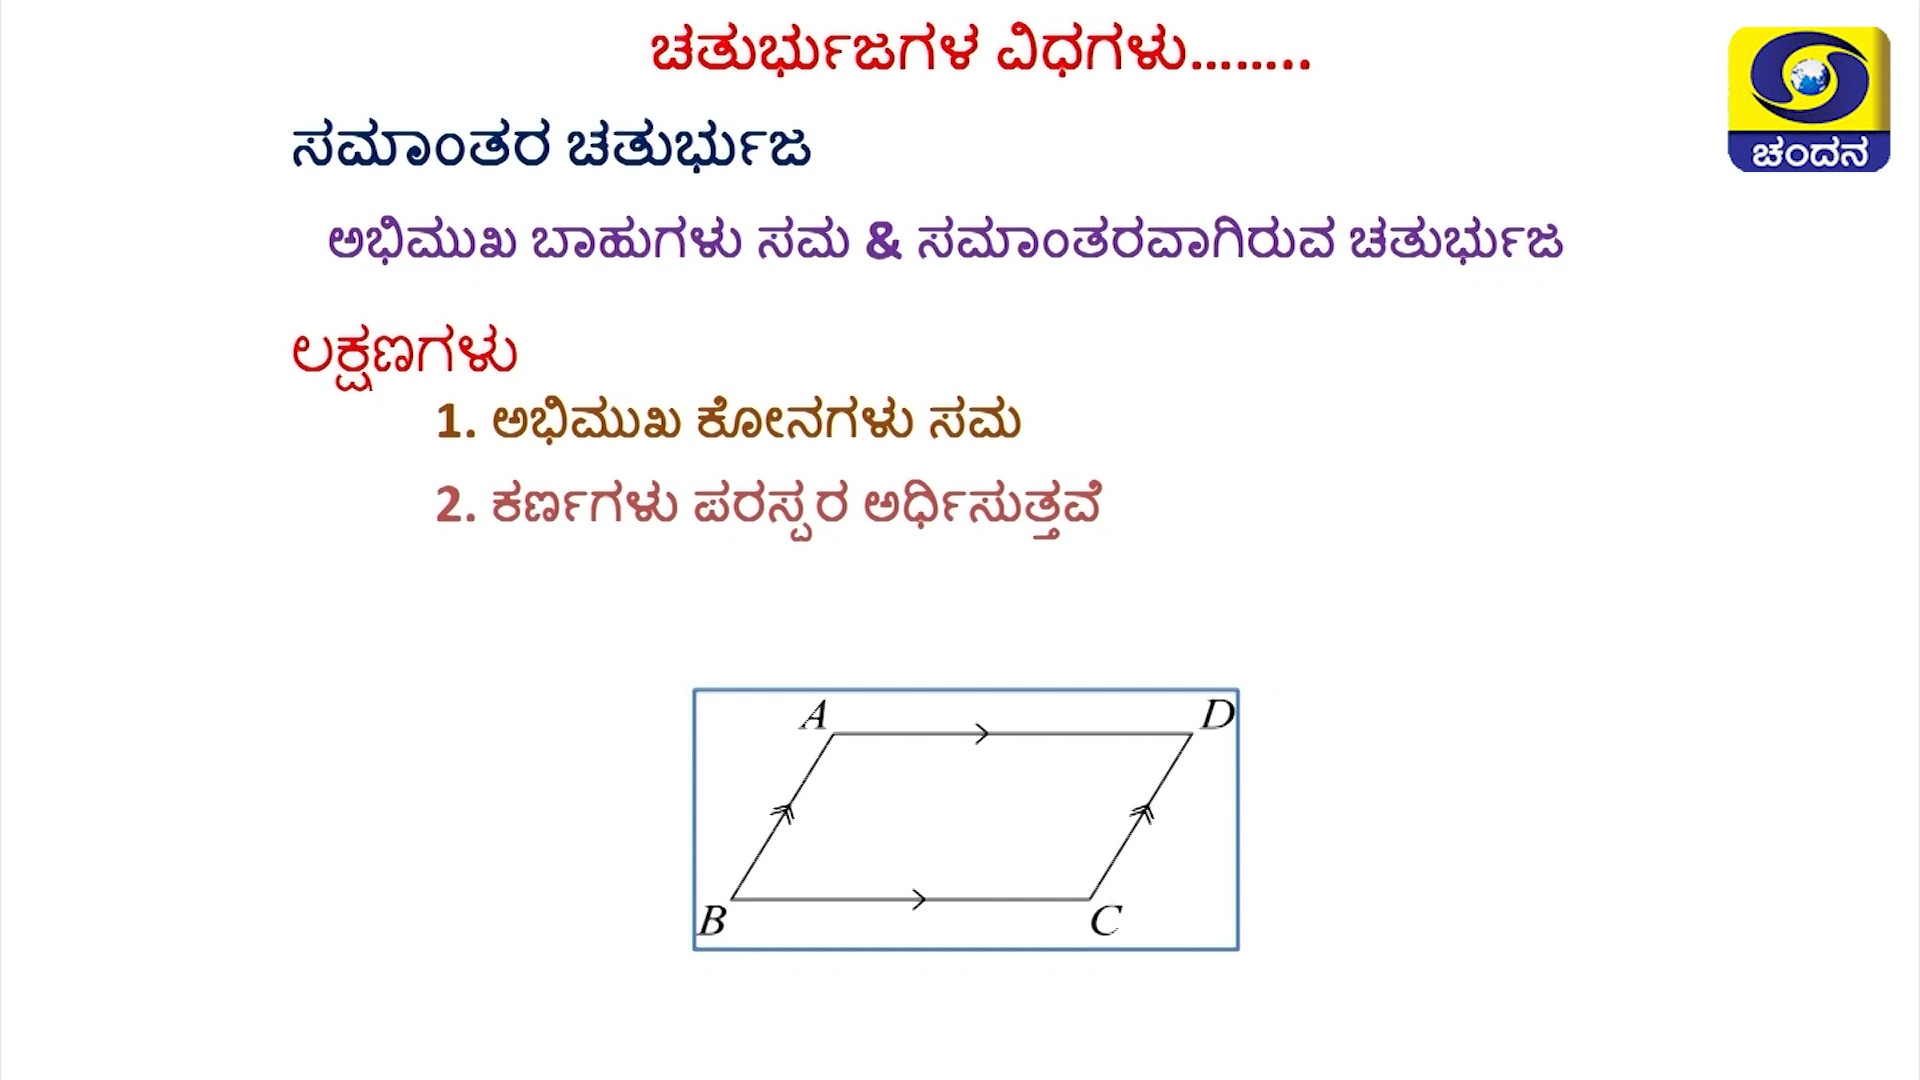 ಚತುರ್ಭುಜಗಳ ವಿಧಗಳು........
ಚಂದನ
ಸಮಾಂತರ ಚತುರ್ಭುಜ
ಅಭಿಮುಖ ಬಾಹುಗಳು ಸಮ & ಸಮಾಂತರವಾಗಿರುವ ಚತುರ್ಭುಜ
ಲಕ್ಷಣಗಳು
1. ಅಭಿಮುಖ ಕೋನಗಳು ಸಮ
2. ಕರ್ಣಗಳು ಪರಸ್ಪರ ಅರ್ಧಿಸುತ್ತವೆ
A D
B C